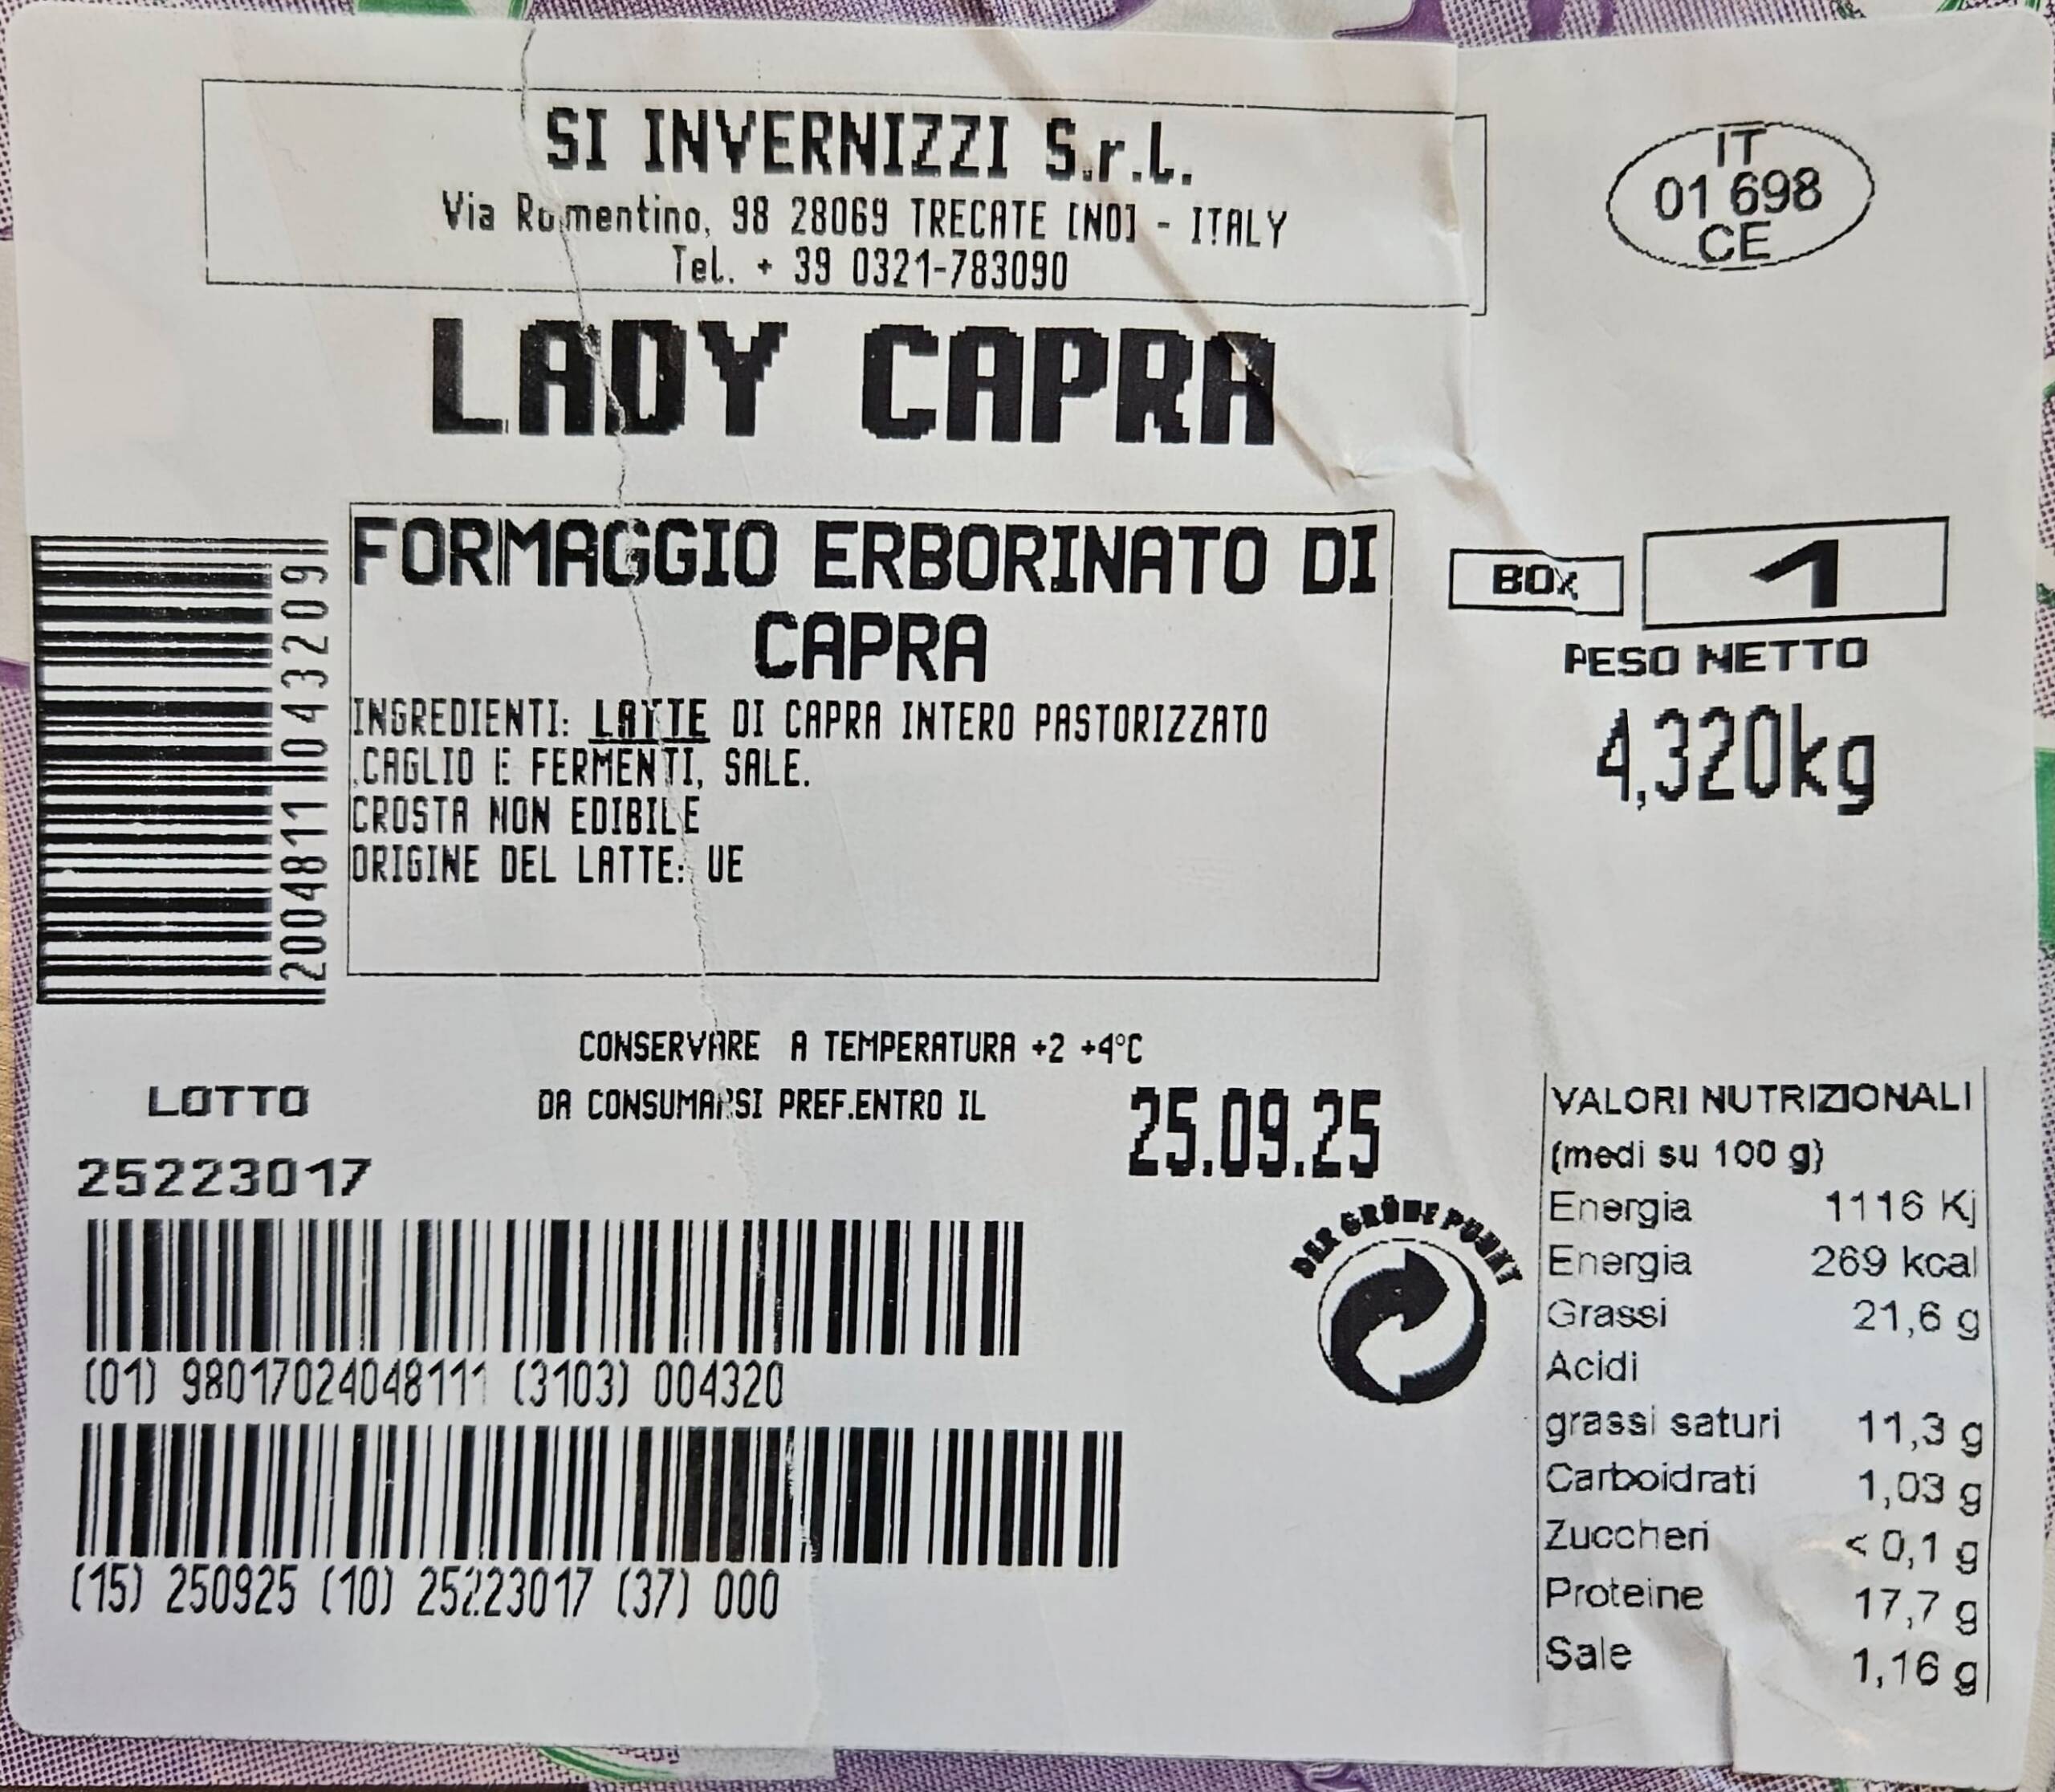 SI INVERNIZZI S.r.l.
Via Romentino, 98 28069 TRECATE [NO] - ITALY
Tel. + 39 0321-783090
IT
01 698
CE
LADY CAPRA
FORMAGGIO ERBORINATO DI
CAPRA
INGREDIENTI: LATTE DI CAPRA INTERO PASTORIZZATO
,CAGLIO E FERMENTI, SALE.
CROSTA NON EDIBILE
ORIGINE DEL LATTE: UE
2004811043209
BOX 1
PESO NETTO
4,320kg
CONSERVARE A TEMPERATURA +2 +4°C
DA CONSUMARSI PREF.ENTRO IL 25.09.25
LOTTO
25223017
(01) 98017024048111 (3103) 004320
(15) 250925 (10) 25223017 (37) 000
DER GRÜNE PUNKT
VALORI NUTRIZIONALI
(medi su 100 g)
Energia 1116 Kj
Energia 269 kcal
Grassi 21,6 g
Acidi
grassi saturi 11,3 g
Carboidrati 1,03 g
Zuccheri < 0,1 g
Proteine 17,7 g
Sale 1,16 g